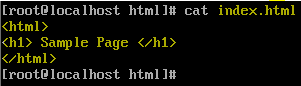 [root@localhost html]# cat index.html
<html>
<h1> Sample Page </h1>
</html>
[root@localhost html]#